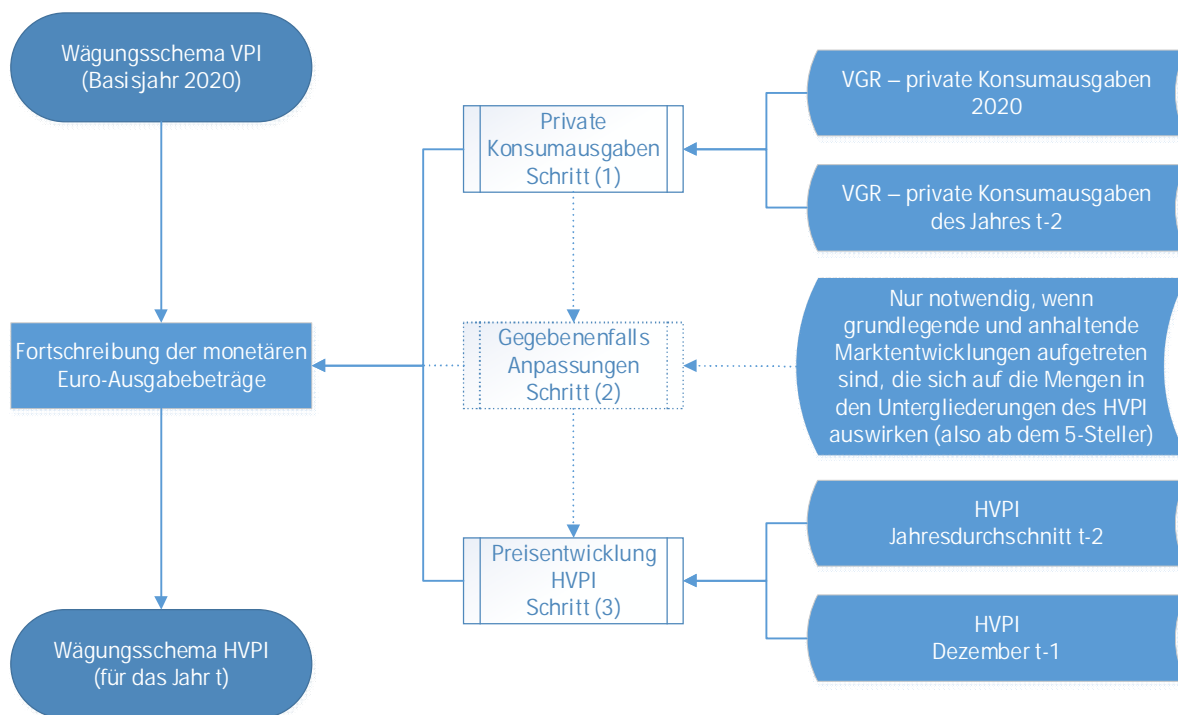 Wägungsschema VPI
(Basisjahr 2020)
Fortschreibung der monetären
Euro-Ausgabebeträge
Wägungsschema HVPI
(für das Jahr t)
Private
Konsumausgaben
Schritt (1)
Gegebenenfalls
Anpassungen
Schritt (2)
Preisentwicklung
HVPI
Schritt (3)
VGR – private Konsumausgaben
2020
VGR – private Konsumausgaben
des Jahres t-2
Nur notwendig, wenn
grundlegende und anhaltende
Marktentwicklungen aufgetreten
sind, die sich auf die Mengen in
den Untergliederungen des HVPI
auswirken (also ab dem 5-Steller)
HVPI
Jahresdurchschnitt t-2
HVPI
Dezember t-1